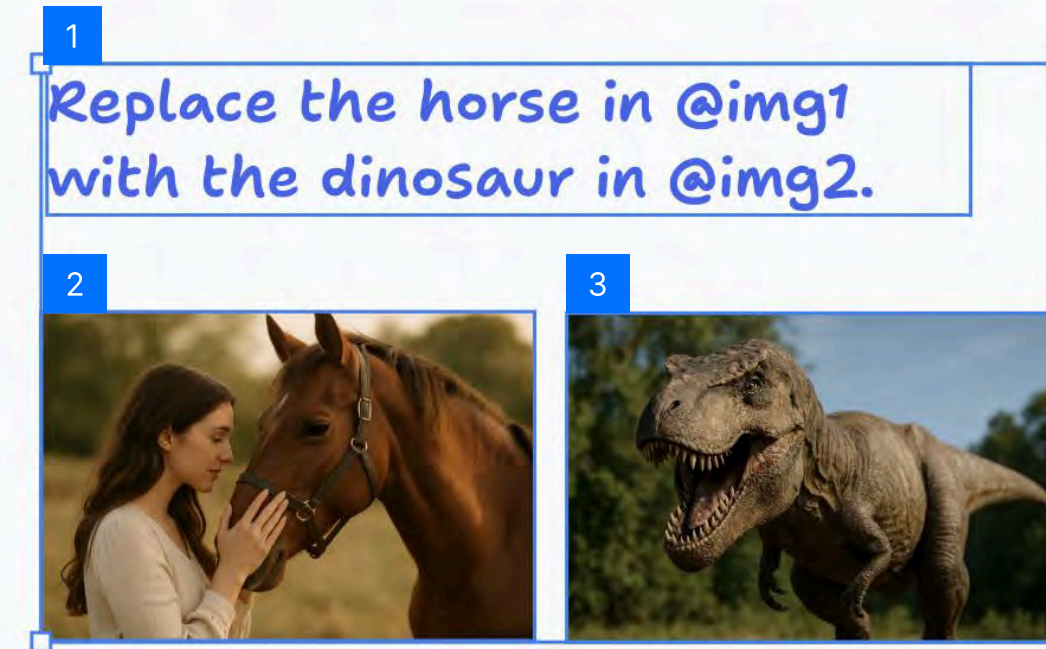 1
Replace the horse in @img1
with the dinosaur in @img2.
2
3